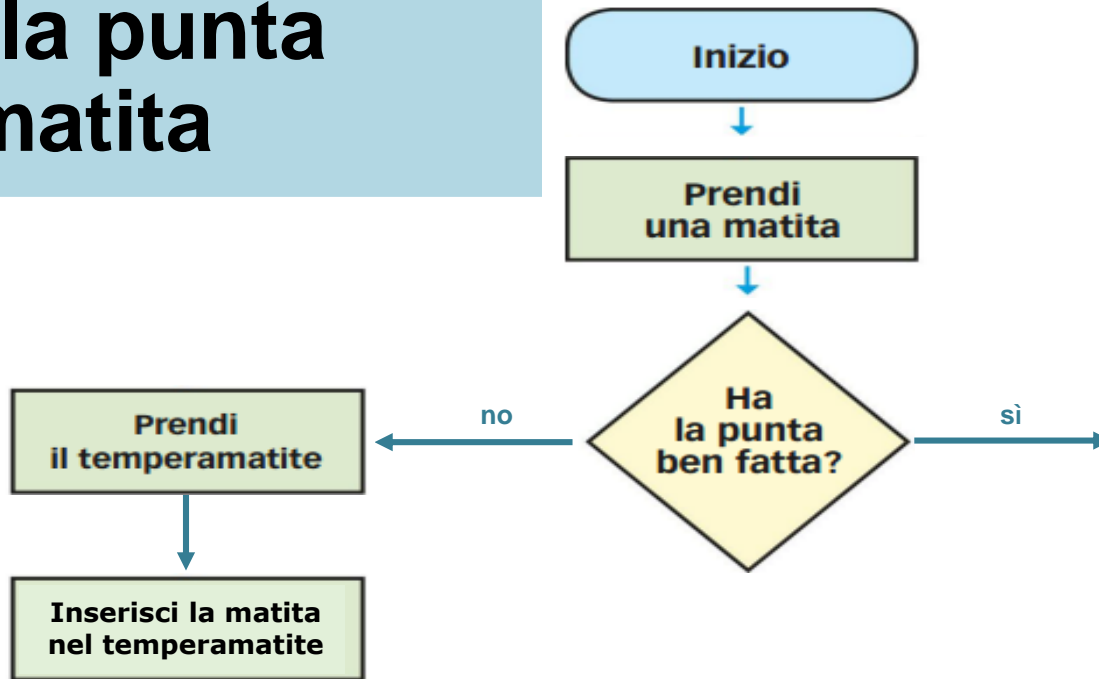 la punta
matita
Inizio
Prendi
una matita
Ha
la punta
ben fatta?
no
sì
Prendi
il temperamatite
Inserisci la matita
nel temperamatite